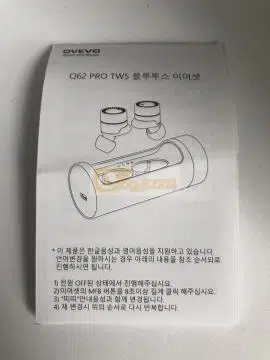 OVEVO
Q62 PRO TWS 블루투스 이어셋
* 이 제품은 한글음성과 영어음성을 지원하고 있습니다.
언어변경을 원하시는 경우 아래의 내용을 참조 순서되로
진행하시면 됩니다.
1) 전원 OFF된 상태에서 진행해주십시요.
2)이어셋의 MFB 버튼을 8초이상 길게 클릭 해주십시요.
3)"띠띠"안내음성과 함께 변경됩니다.
4) 재 변경시 위의 순서로 다시 반복합니다.